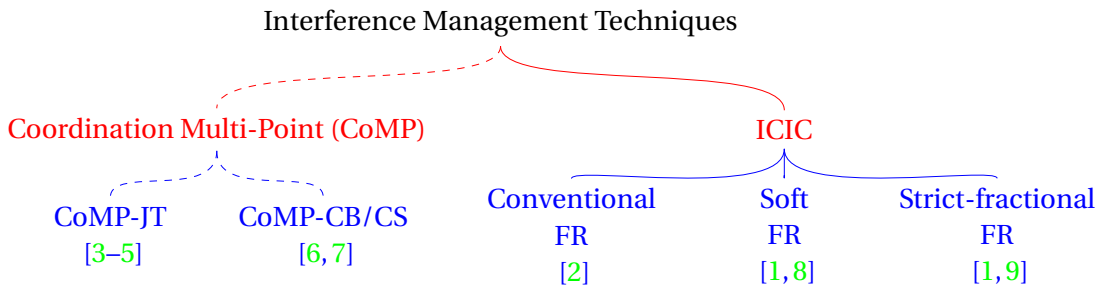 Interference Management Techniques
Coordination Multi-Point (CoMP)
ICIC
CoMP-JT
[3–5]
CoMP-CB/CS
[6, 7]
Conventional
FR
[2]
Soft
FR
[1, 8]
Strict-fractional
FR
[1, 9]